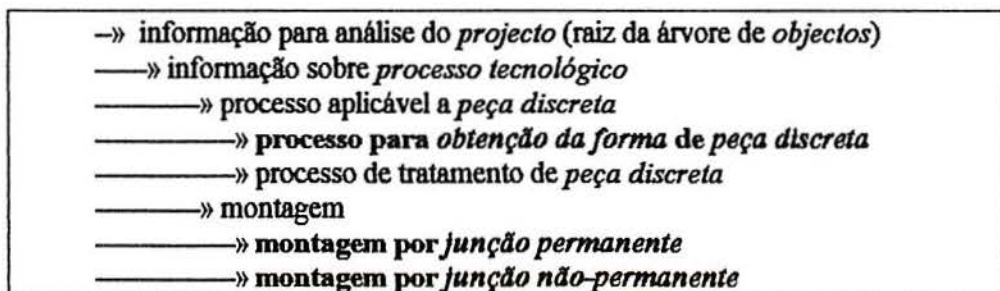 –» informação para análise do projecto (raiz da árvore de objectos)
——» informação sobre processo tecnológico
————» processo aplicável a peça discreta
—————» processo para obtenção da forma de peça discreta
—————» processo de tratamento de peça discreta
————» montagem
—————» montagem por junção permanente
—————» montagem por junção não-permanente